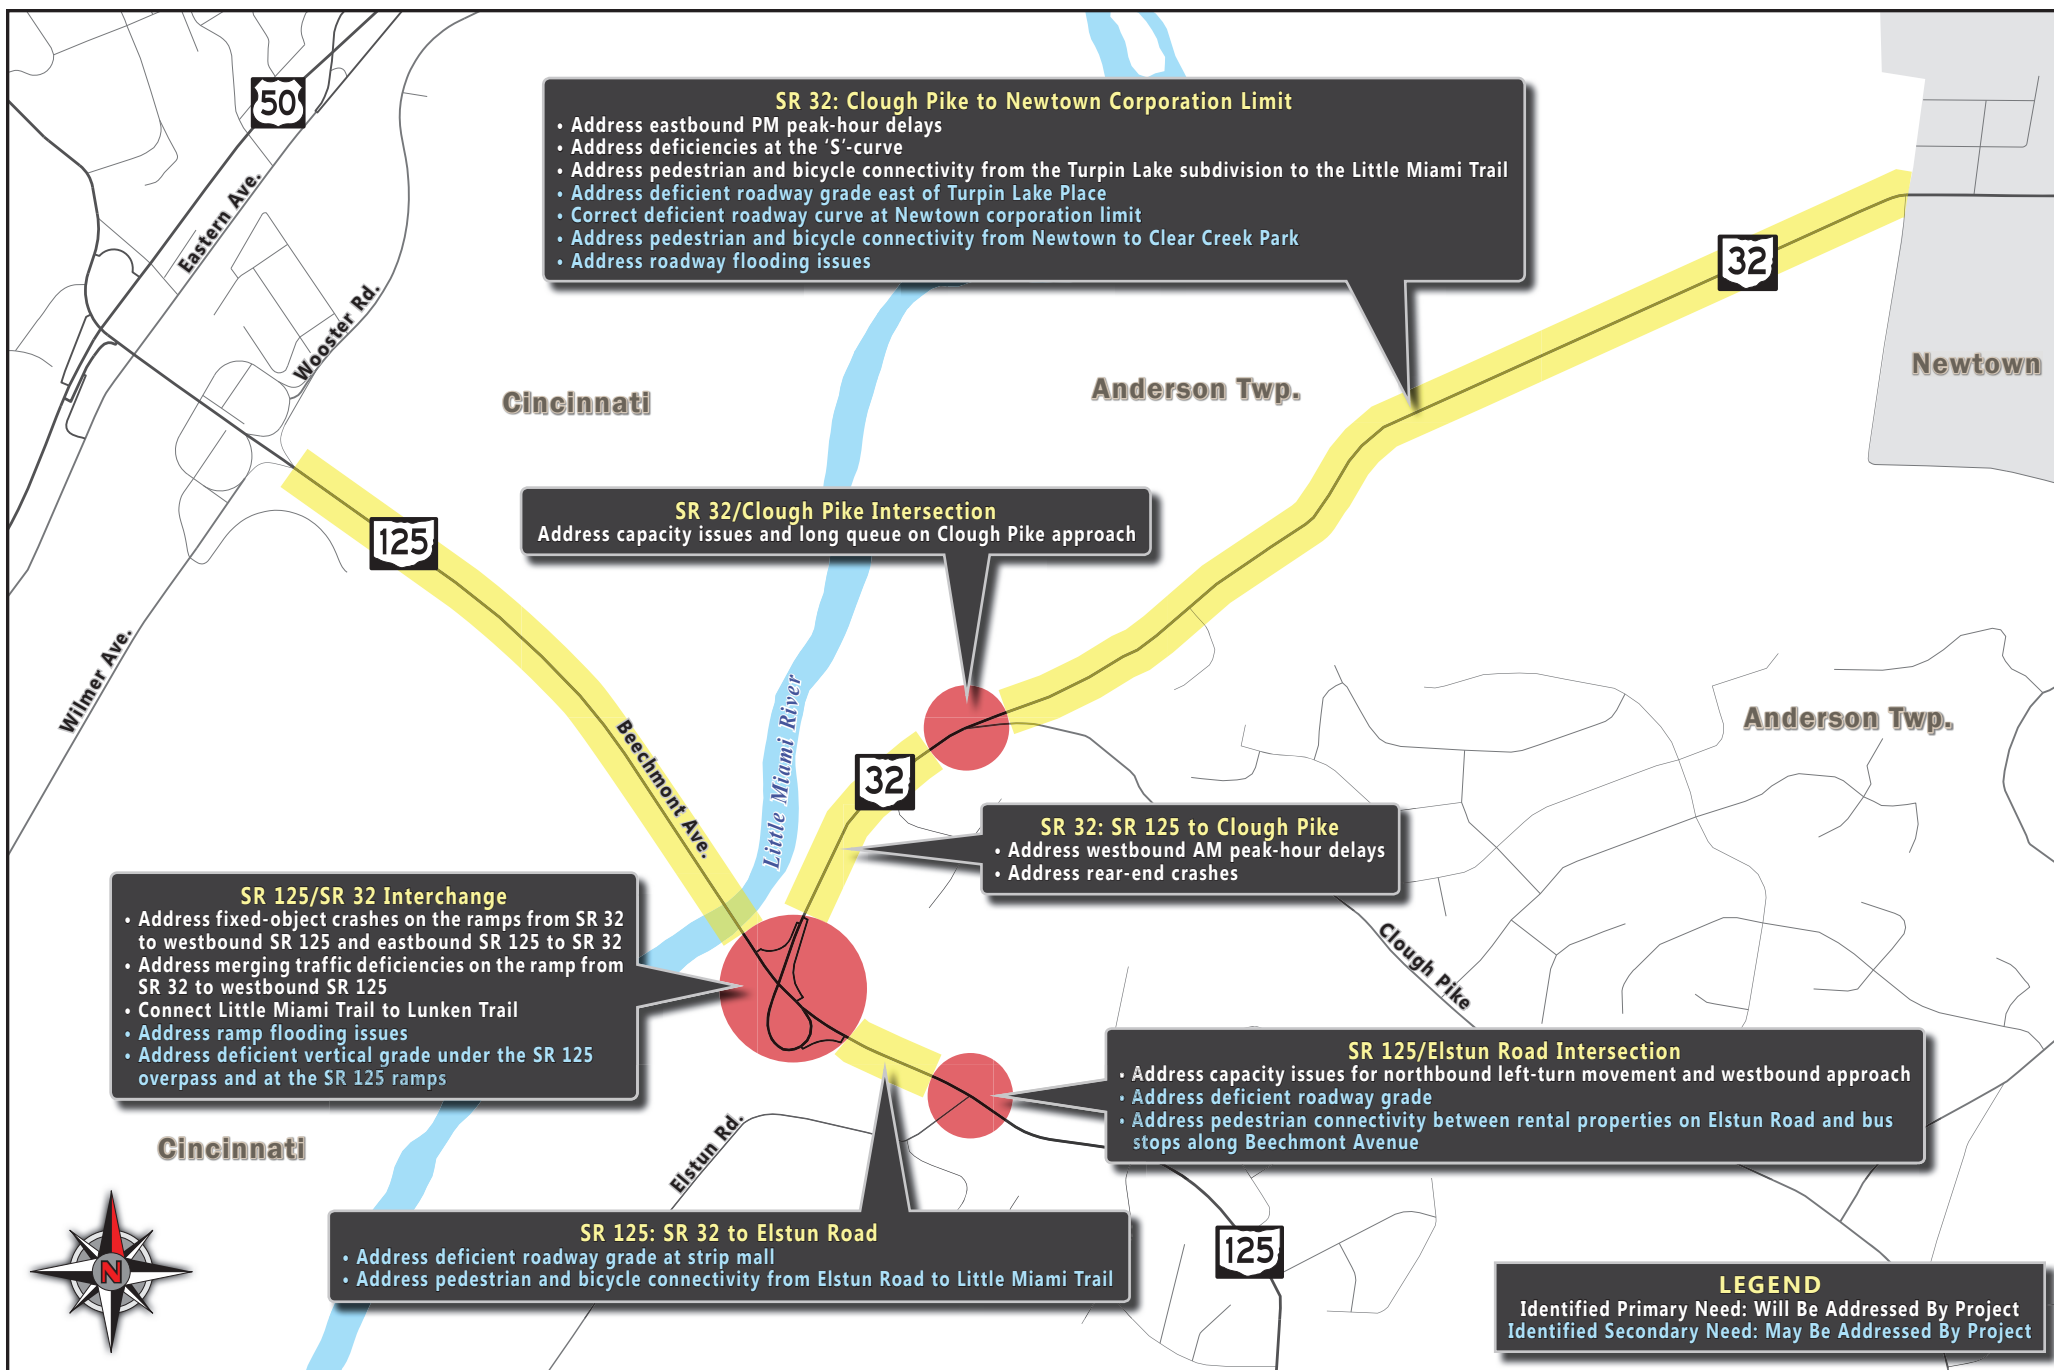 50
Eastern Ave.
Wooster Rd.
SR 32: Clough Pike to Newtown Corporation Limit
• Address eastbound PM peak-hour delays
• Address deficiencies at the ‘S’-curve
• Address pedestrian and bicycle connectivity from the Turpin Lake subdivision to the Little Miami Trail
• Address deficient roadway grade east of Turpin Lake Place
• Correct deficient roadway curve at Newtown corporation limit
• Address pedestrian and bicycle connectivity from Newtown to Clear Creek Park
• Address roadway flooding issues
32
Newtown
Cincinnati
Anderson Twp.
SR 32/Clough Pike Intersection
Address capacity issues and long queue on Clough Pike approach
125
Wilmer Ave.
Beechmont Ave.
Little Miami River
32
Anderson Twp.
SR 32: SR 125 to Clough Pike
• Address westbound AM peak-hour delays
• Address rear-end crashes
Clough Pike
SR 125/SR 32 Interchange
• Address fixed-object crashes on the ramps from SR 32
to westbound SR 125 and eastbound SR 125 to SR 32
• Address merging traffic deficiencies on the ramp from
SR 32 to westbound SR 125
• Connect Little Miami Trail to Lunken Trail
• Address ramp flooding issues
• Address deficient vertical grade under the SR 125
overpass and at the SR 125 ramps
SR 125/Elstun Road Intersection
• Address capacity issues for northbound left-turn movement and westbound approach
• Address deficient roadway grade
• Address pedestrian connectivity between rental properties on Elstun Road and bus
stops along Beechmont Avenue
Cincinnati
Elstun Rd.
SR 125: SR 32 to Elstun Road
• Address deficient roadway grade at strip mall
• Address pedestrian and bicycle connectivity from Elstun Road to Little Miami Trail
125
N
LEGEND
Identified Primary Need: Will Be Addressed By Project
Identified Secondary Need: May Be Addressed By Project